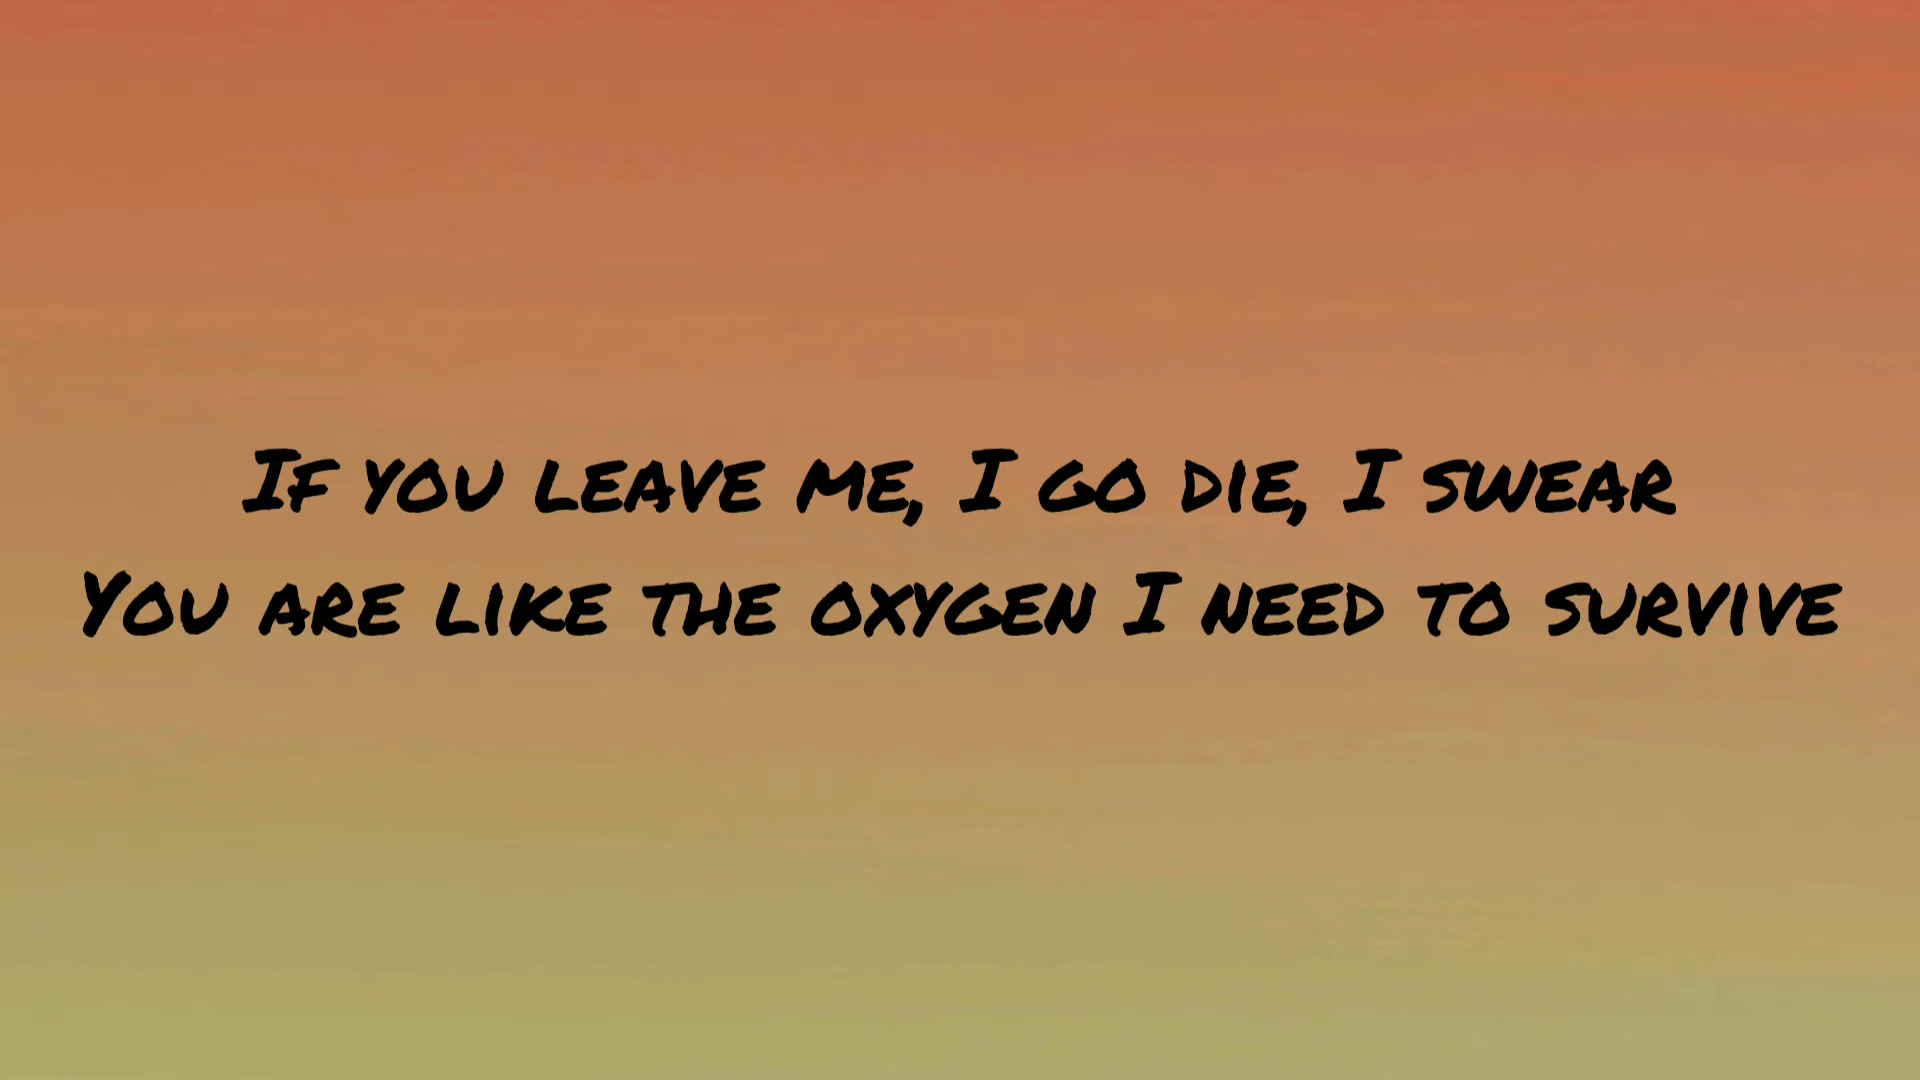 If you leave me, I go die, I swear
You are like the oxygen I need to survive